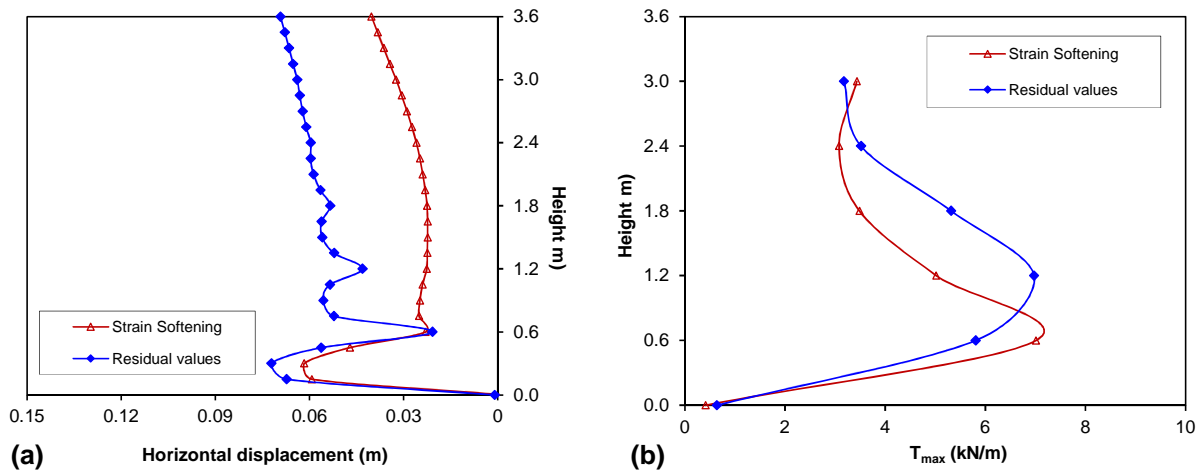 3.6
3.0
2.4
1.8
1.2
0.6
0.0
Height m)
Strain Softening
Residual values
0.15
0.12
0.09
0.06
0.03
0
(a)
Horizontal displacement (m)
3.6
3.0
2.4
1.8
1.2
0.6
0.0
Height m)
Strain Softening
Residual values
0
2
4
6
8
10
(b)
Tmax (kN/m)